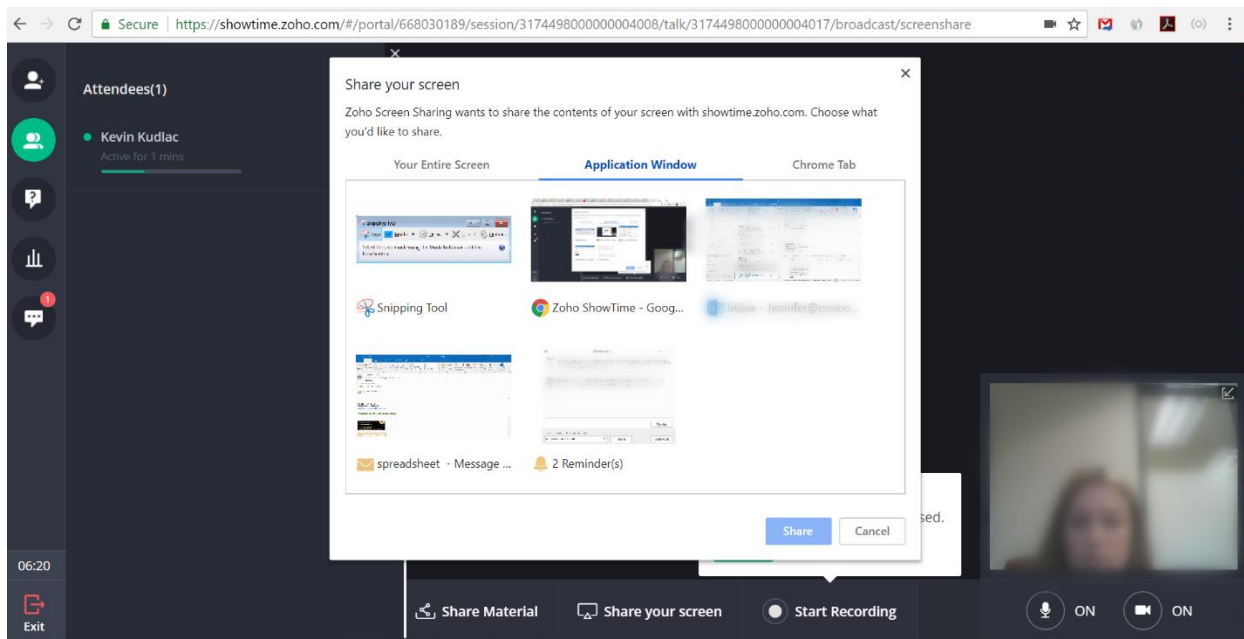 Secure https://showtime.zoho.com/#/portal/668030189/session/3174498000000004008/talk/3174498000000004017/broadcast/screenshare
Attendees(1)
Kevin Kudlac
Active for 1 mins
Share your screen
Zoho Screen Sharing wants to share the contents of your screen with showtime.zoho.com. Choose what
you'd like to share.
Your Entire Screen Application Window Chrome Tab
Snipping Tool Zoho ShowTime - Goog... Inbox - Jennifer@conno...
spreadsheet - Message ... 2 Reminder(s)
Share Cancel
sed.
1
06:20
Exit
Share Material Share your screen Start Recording ON ON